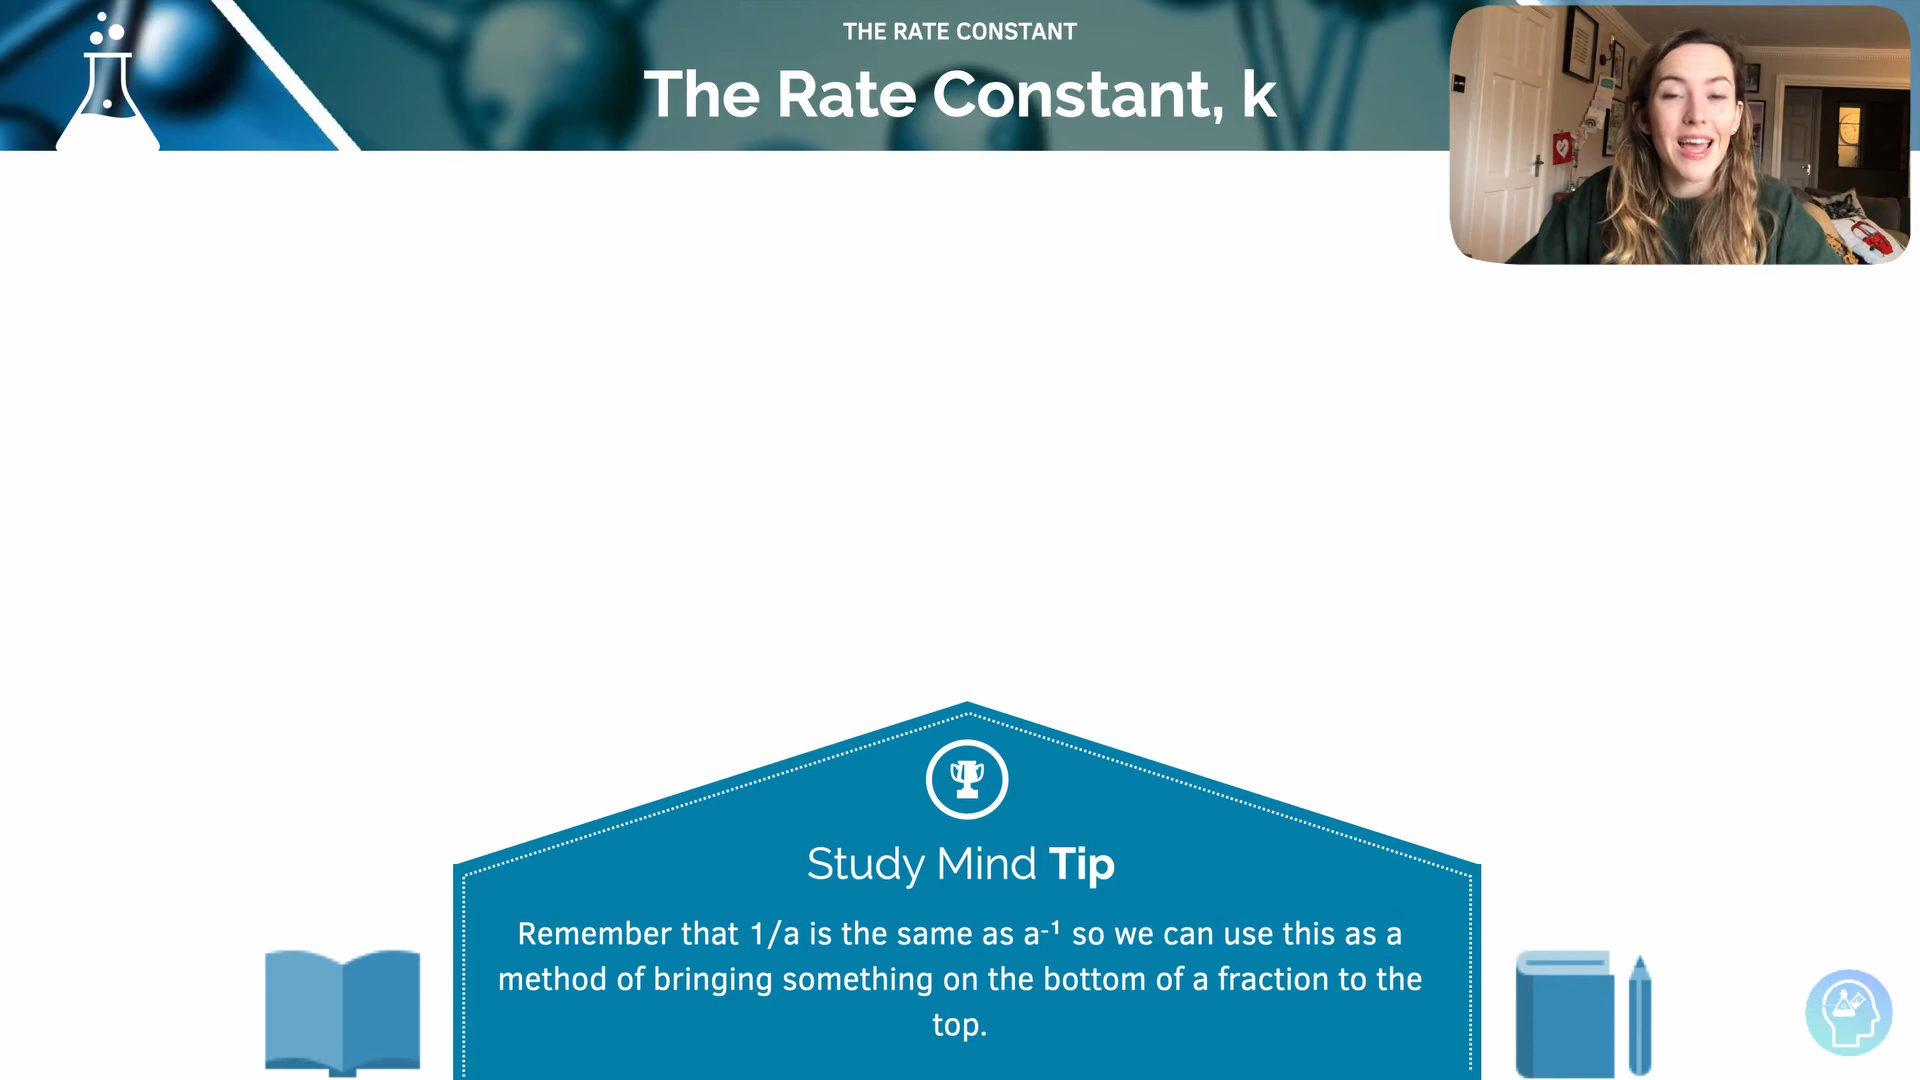 THE RATE CONSTANT
The Rate Constant, k
Study Mind Tip
Remember that 1/a is the same as a⁻¹ so we can use this as a
method of bringing something on the bottom of a fraction to the
top.